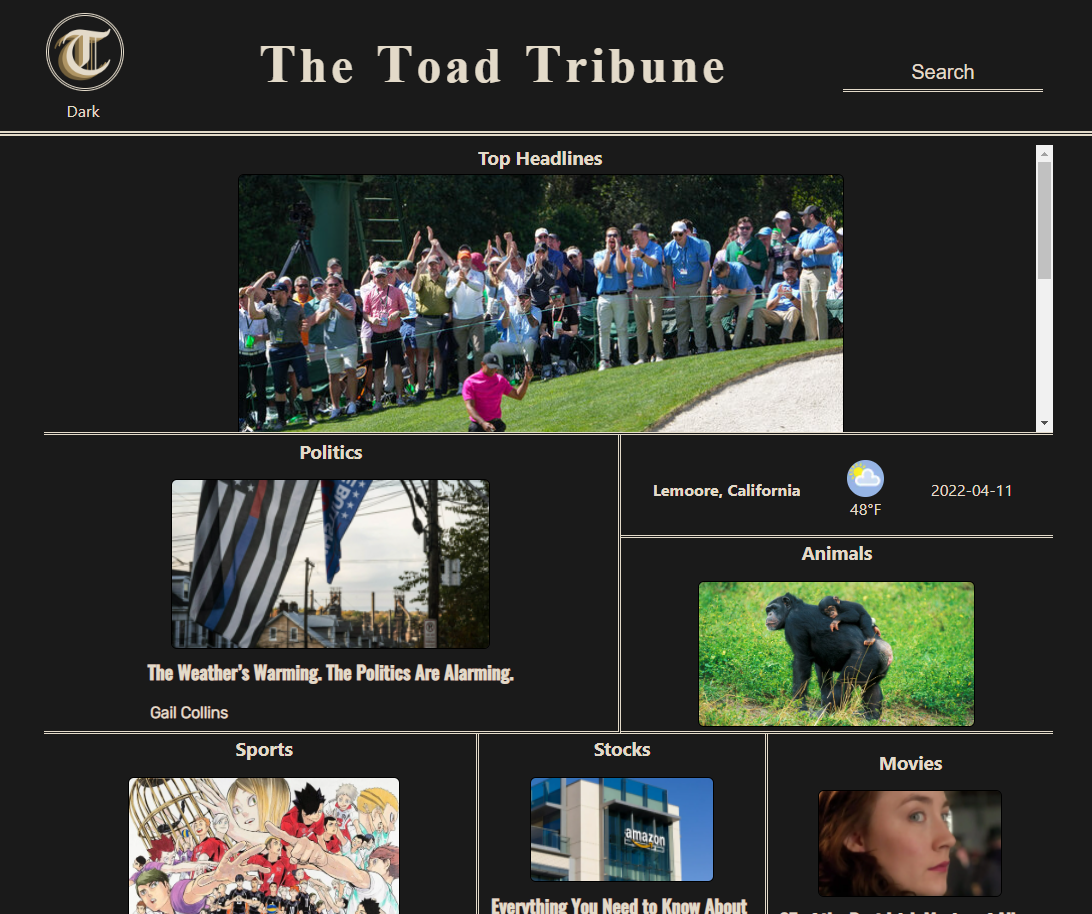 T
The Toad Tribune
Search
Dark
Top Headlines
Politics
Lemoore, California
48°F
2022-04-11
Animals
The Weather's Warming. The Politics Are Alarming.
Gail Collins
Sports
Stocks
Movies
amazon
Everything You Need to Know About